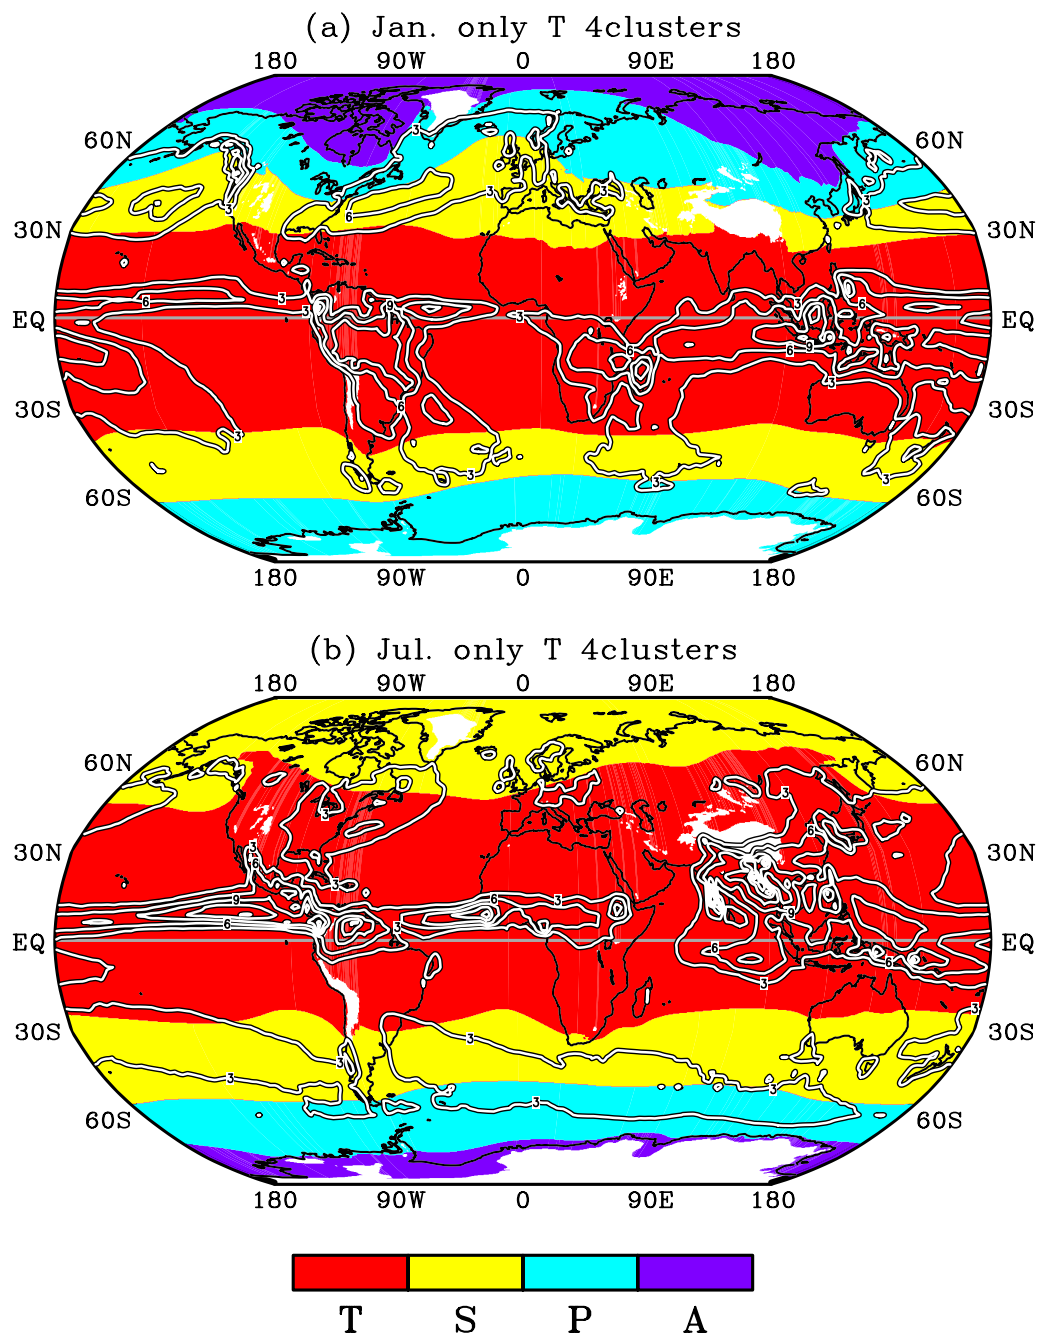 (a) Jan. only T 4clusters
180 90W 0 90E 180
60N 60N
30N 30N
EQ EQ
30S 30S
60S 60S
180 90W 0 90E 180
(b) Jul. only T 4clusters
180 90W 0 90E 180
60N 60N
30N 30N
EQ EQ
30S 30S
60S 60S
180 90W 0 90E 180
T S P A